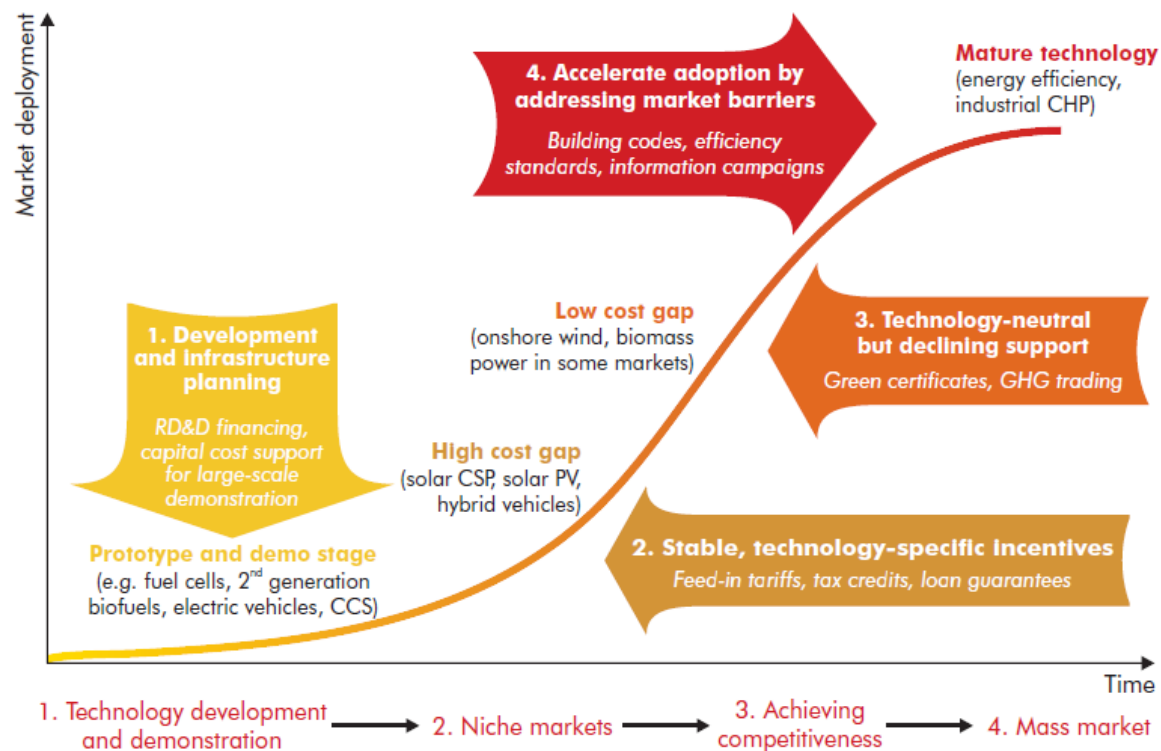 Market deployment
4. Accelerate adoption by
addressing market barriers
Building codes, efficiency
standards, information campaigns
Mature technology
(energy efficiency,
industrial CHP)
1. Development
and infrastructure
planning
RD&D financing,
capital cost support
for large-scale
demonstration
Low cost gap
(onshore wind, biomass
power in some markets)
3. Technology-neutral
but declining support
Green certificates, GHG trading
High cost gap
(solar CSP, solar PV,
hybrid vehicles)
2. Stable, technology-specific incentives
Feed-in tariffs, tax credits, loan guarantees
Prototype and demo stage
(e.g. fuel cells, 2nd generation
biofuels, electric vehicles, CCS)
Time
1. Technology development
and demonstration
2. Niche markets
3. Achieving
competitiveness
4. Mass market